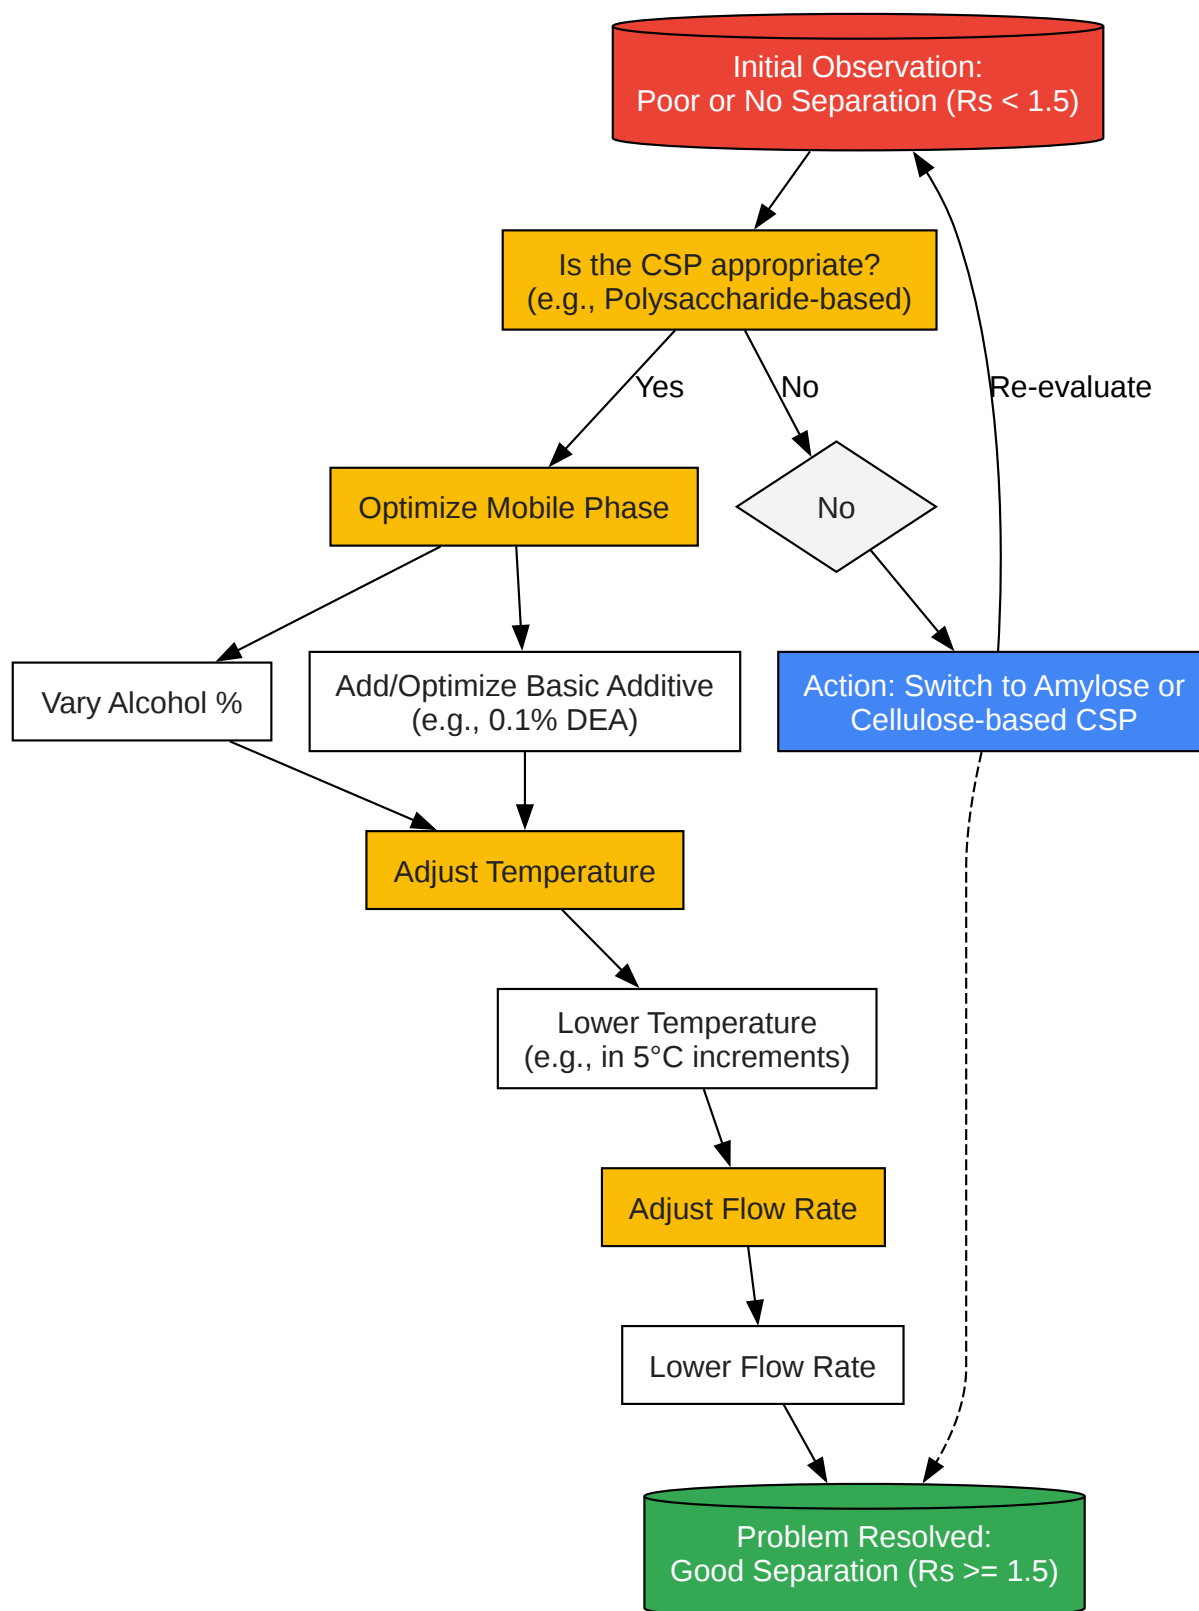 Initial Observation:
Poor or No Separation (Rs < 1.5)
Is the CSP appropriate?
(e.g., Polysaccharide-based)
Yes
No
Re-evaluate
Optimize Mobile Phase
No
Vary Alcohol %
Add/Optimize Basic Additive
(e.g., 0.1% DEA)
Action: Switch to Amylose or
Cellulose-based CSP
Adjust Temperature
Lower Temperature
(e.g., in 5°C increments)
Adjust Flow Rate
Lower Flow Rate
Problem Resolved:
Good Separation (Rs >= 1.5)